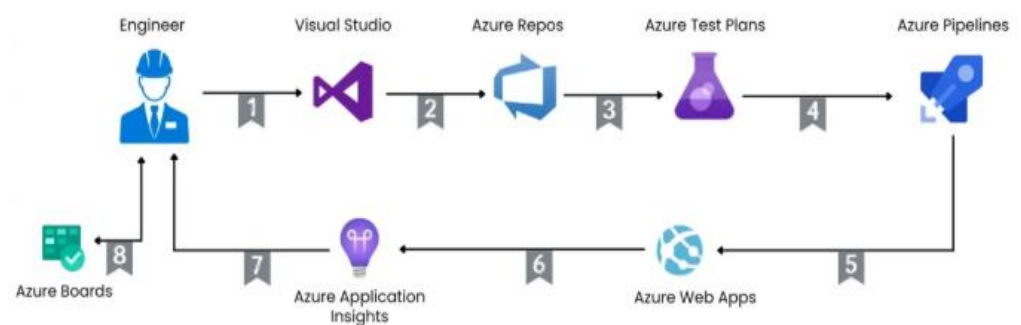 Engineer
Visual Studio
Azure Repos
Azure Test Plans
Azure Pipelines
1
2
3
4
8
7
6
5
Azure Boards
Azure Application
Insights
Azure Web Apps